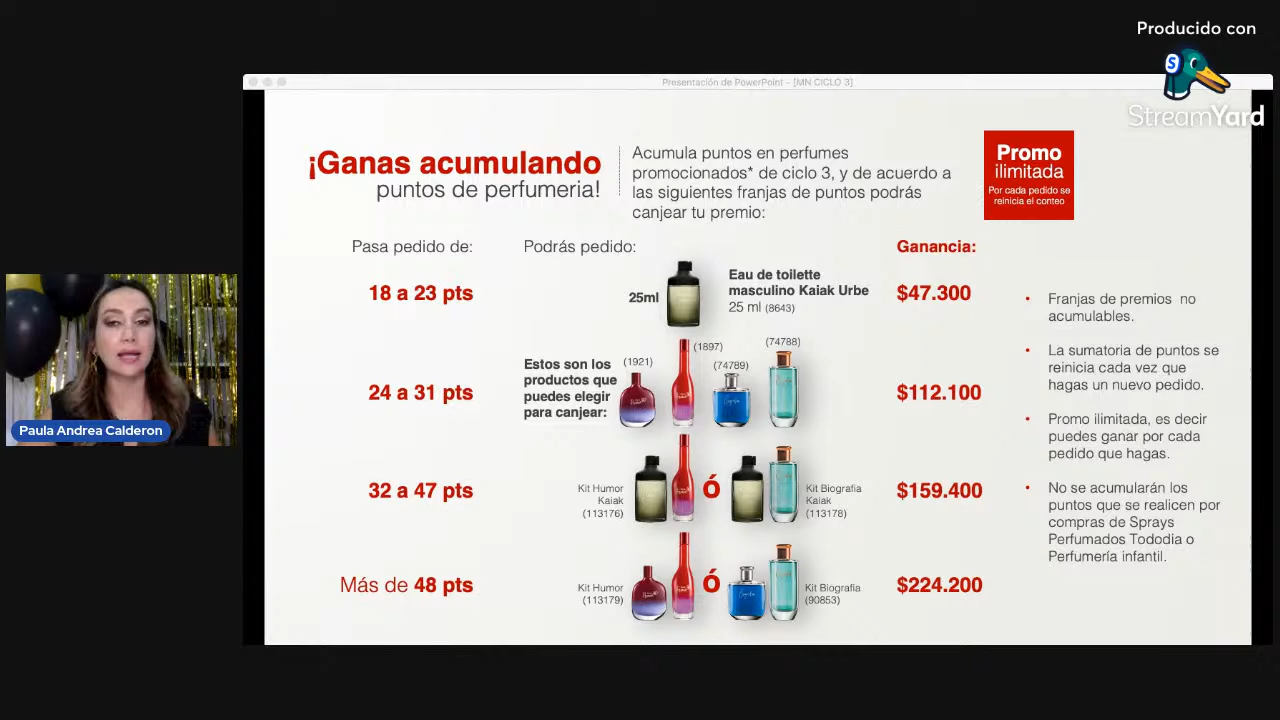 Producido con
StreamYard
Presentación de PowerPoint - [MN CICLO 3]
¡Ganas acumulando
puntos de perfumeria!
Acumula puntos en perfumes
promocionados* de ciclo 3, y de acuerdo a
las siguientes franjas de puntos podrás
canjear tu premio:
Promo
ilimitada
Por cada pedido se
reinicia el conteo
Pasa pedido de:
Podrás pedido:
Ganancia:
18 a 23 pts
25ml
Eau de toilette
masculino Kaiak Urbe
25 ml (8643)
$47.300
24 a 31 pts
Estos son los
productos que
puedes elegir
para canjear:
(1921)
(1897)
(74789)
(74788)
$112.100
32 a 47 pts
Kit Humor
Kaiak
(113176)
ó
Kit Biografia
Kaiak
(113178)
$159.400
Más de 48 pts
Kit Humor
(113179)
ó
Kit Biografia
(90853)
$224.200
• Franjas de premios no
acumulables.
• La sumatoria de puntos se
reinicia cada vez que
hagas un nuevo pedido.
• Promo ilimitada, es decir
puedes ganar por cada
pedido que hagas.
• No se acumularán los
puntos que se realicen por
compras de Sprays
Perfumados Tododia o
Perfumería infantil.
Paula Andrea Calderon